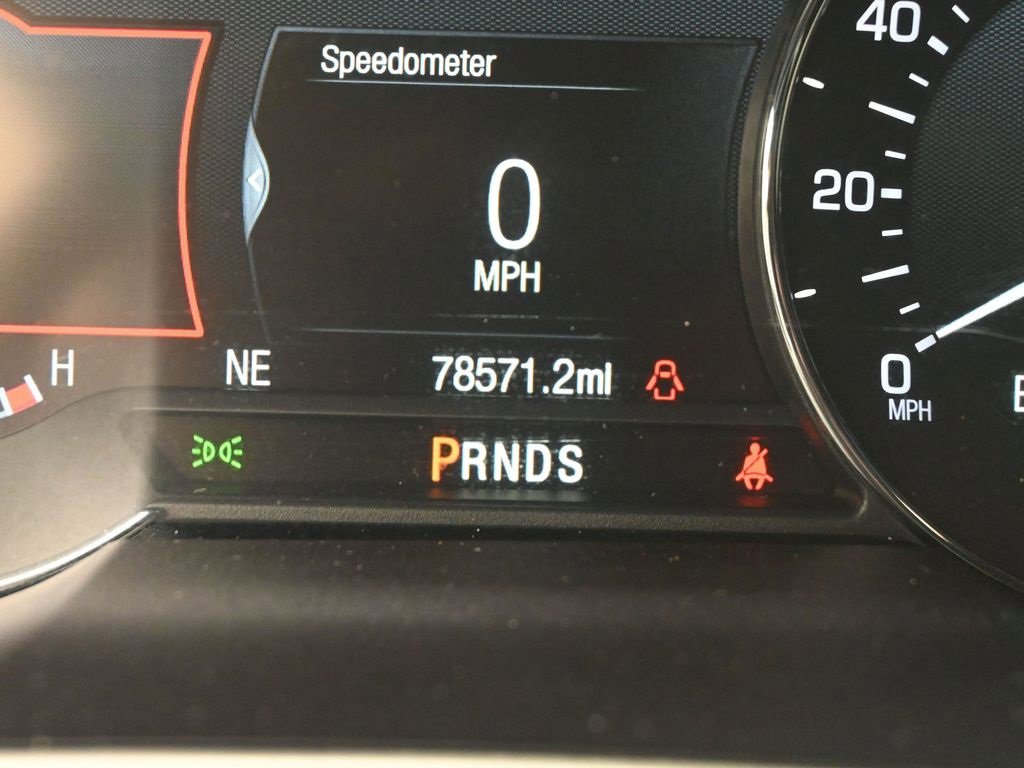 Speedometer
0
MPH
40
20
0
MPH
H
NE
78571.2mi
PRNDS